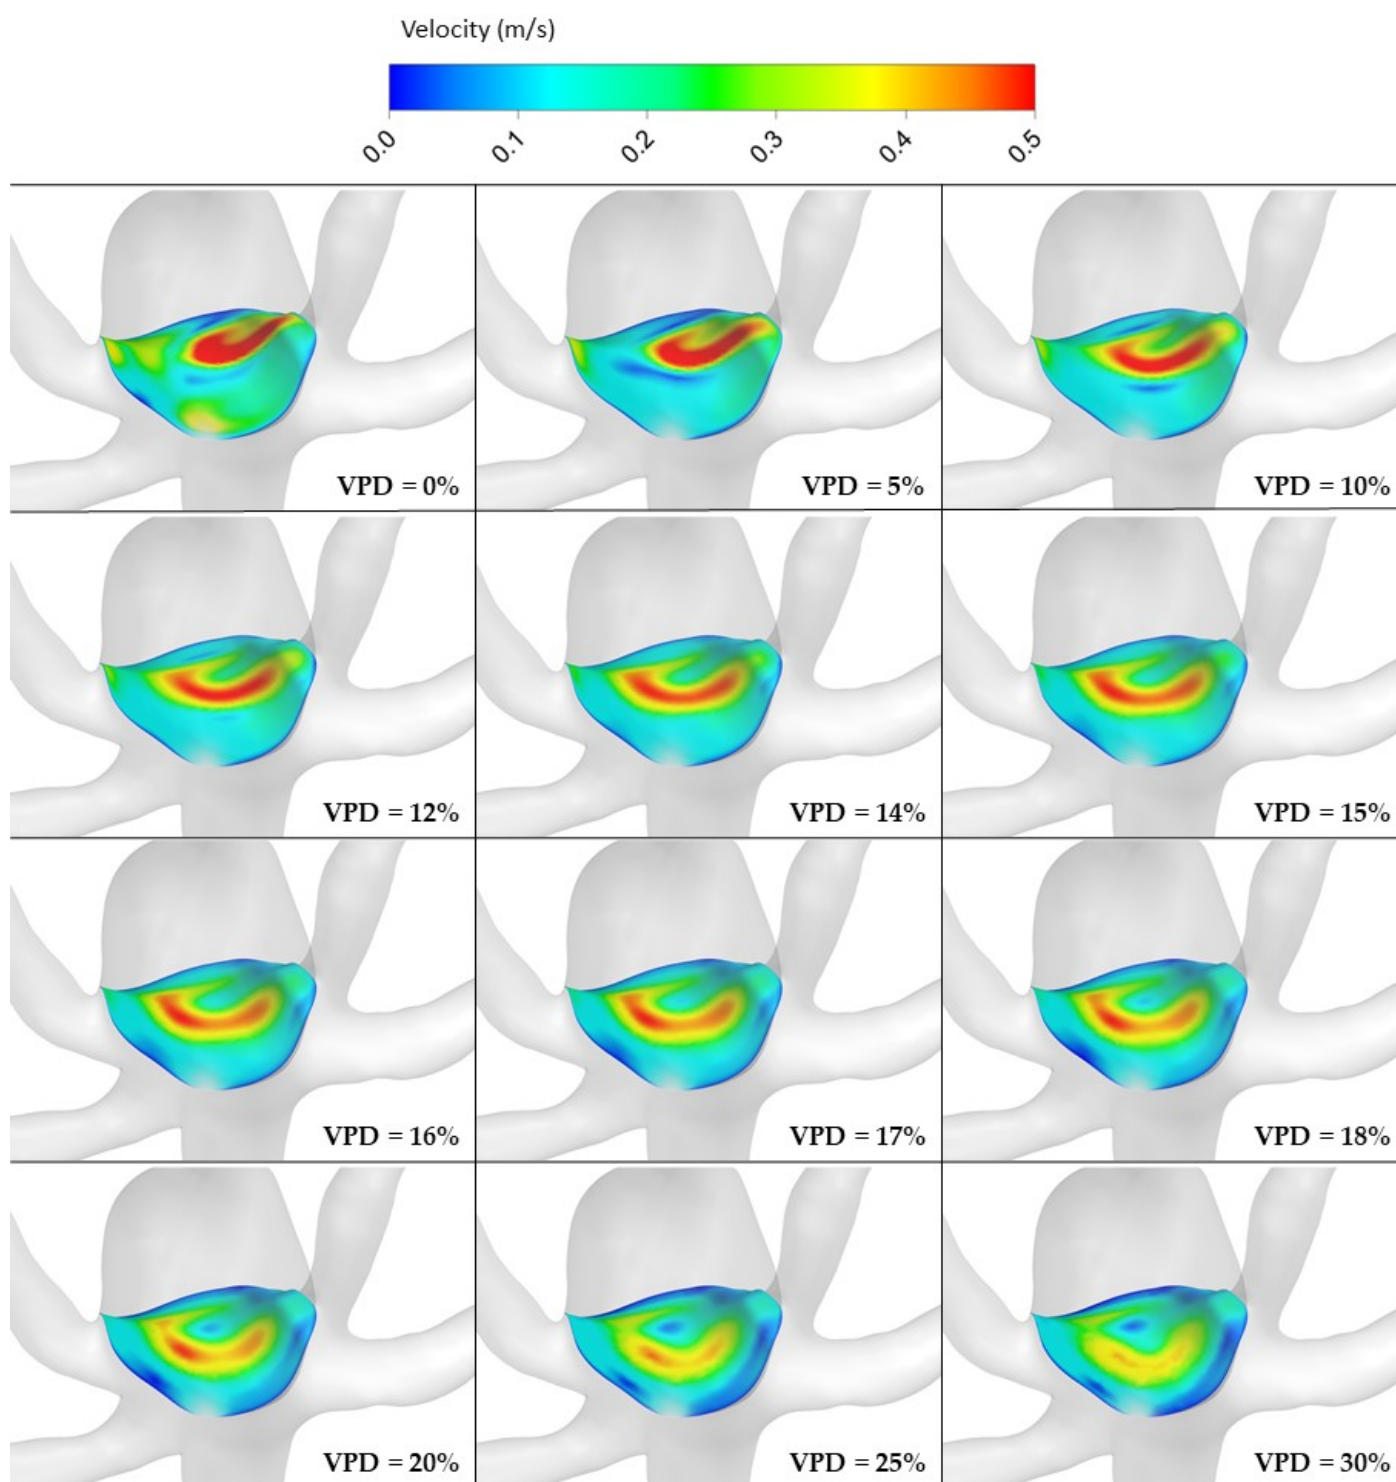 Velocity (m/s)
0.0 0.1 0.2 0.3 0.4 0.5
VPD = 0% VPD = 5% VPD = 10%
VPD = 12% VPD = 14% VPD = 15%
VPD = 16% VPD = 17% VPD = 18%
VPD = 20% VPD = 25% VPD = 30%